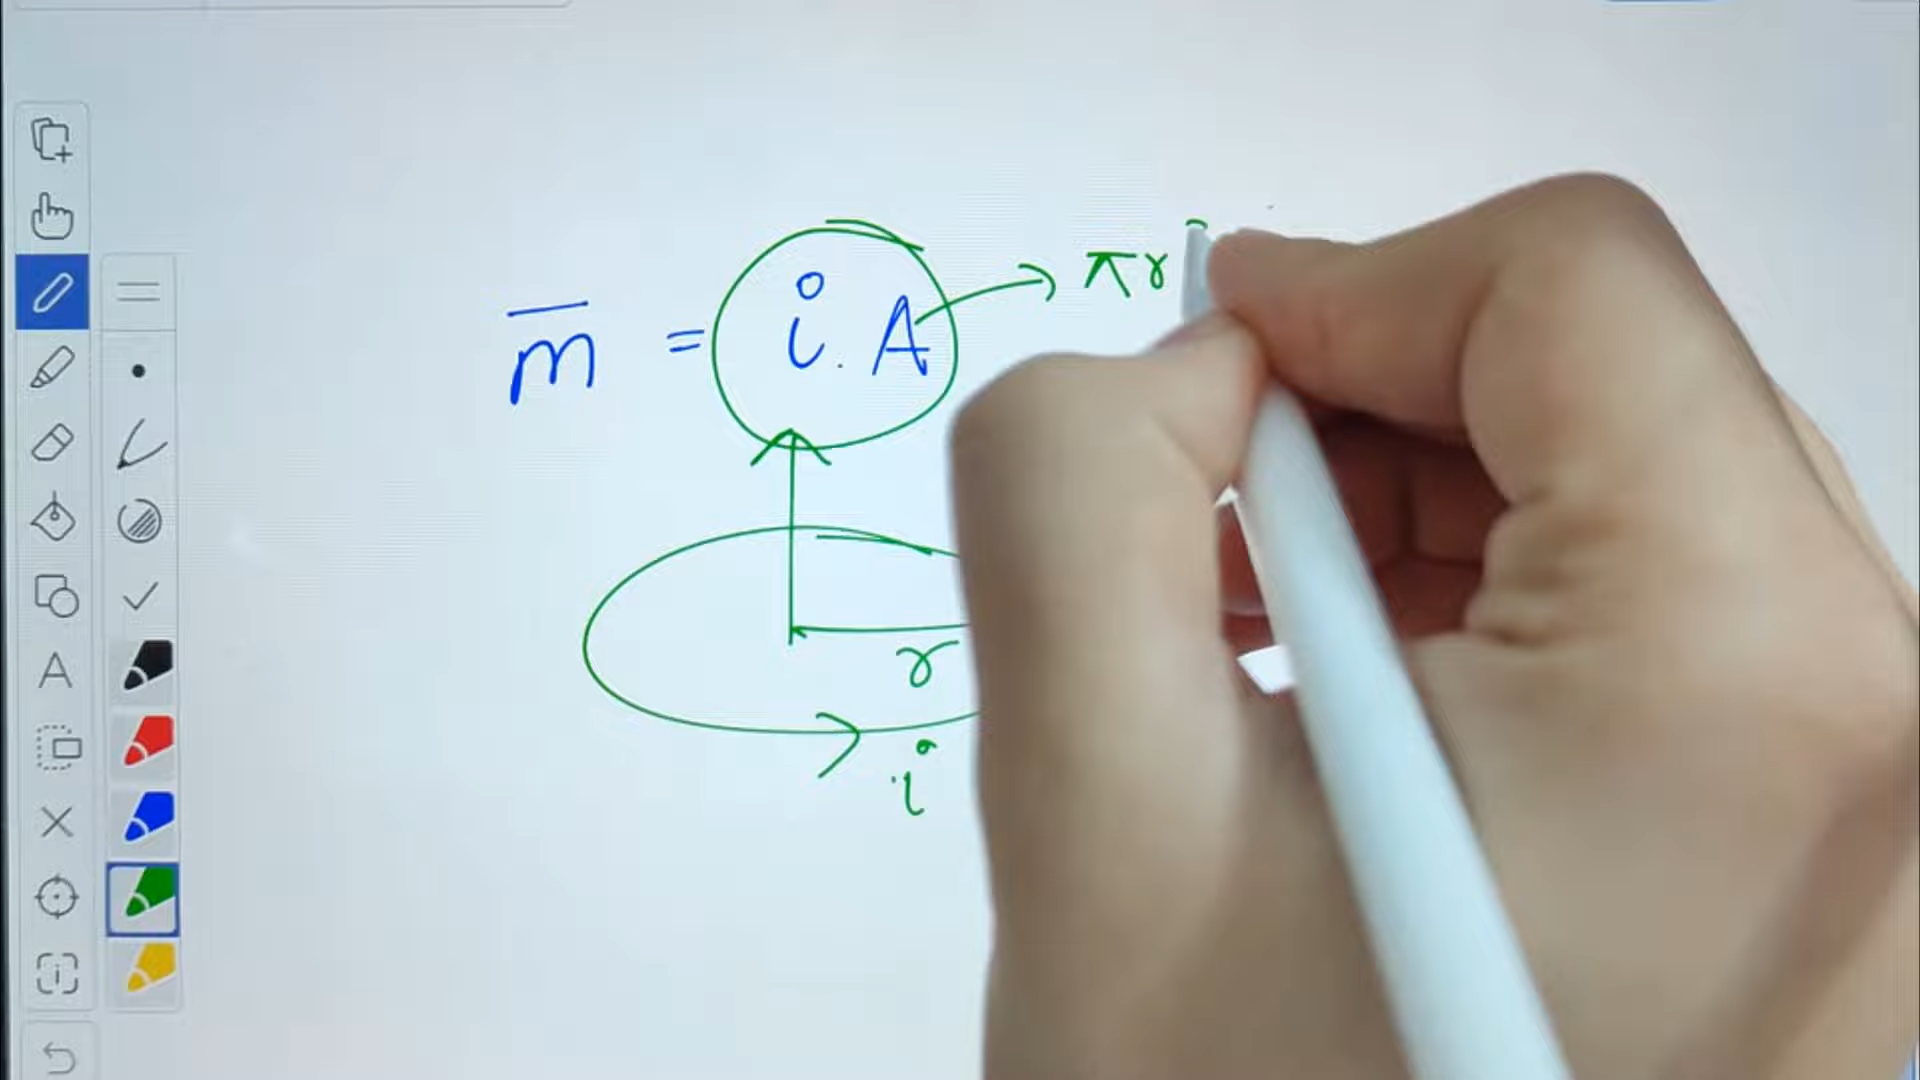 m̅ = i . A → πr
r
i